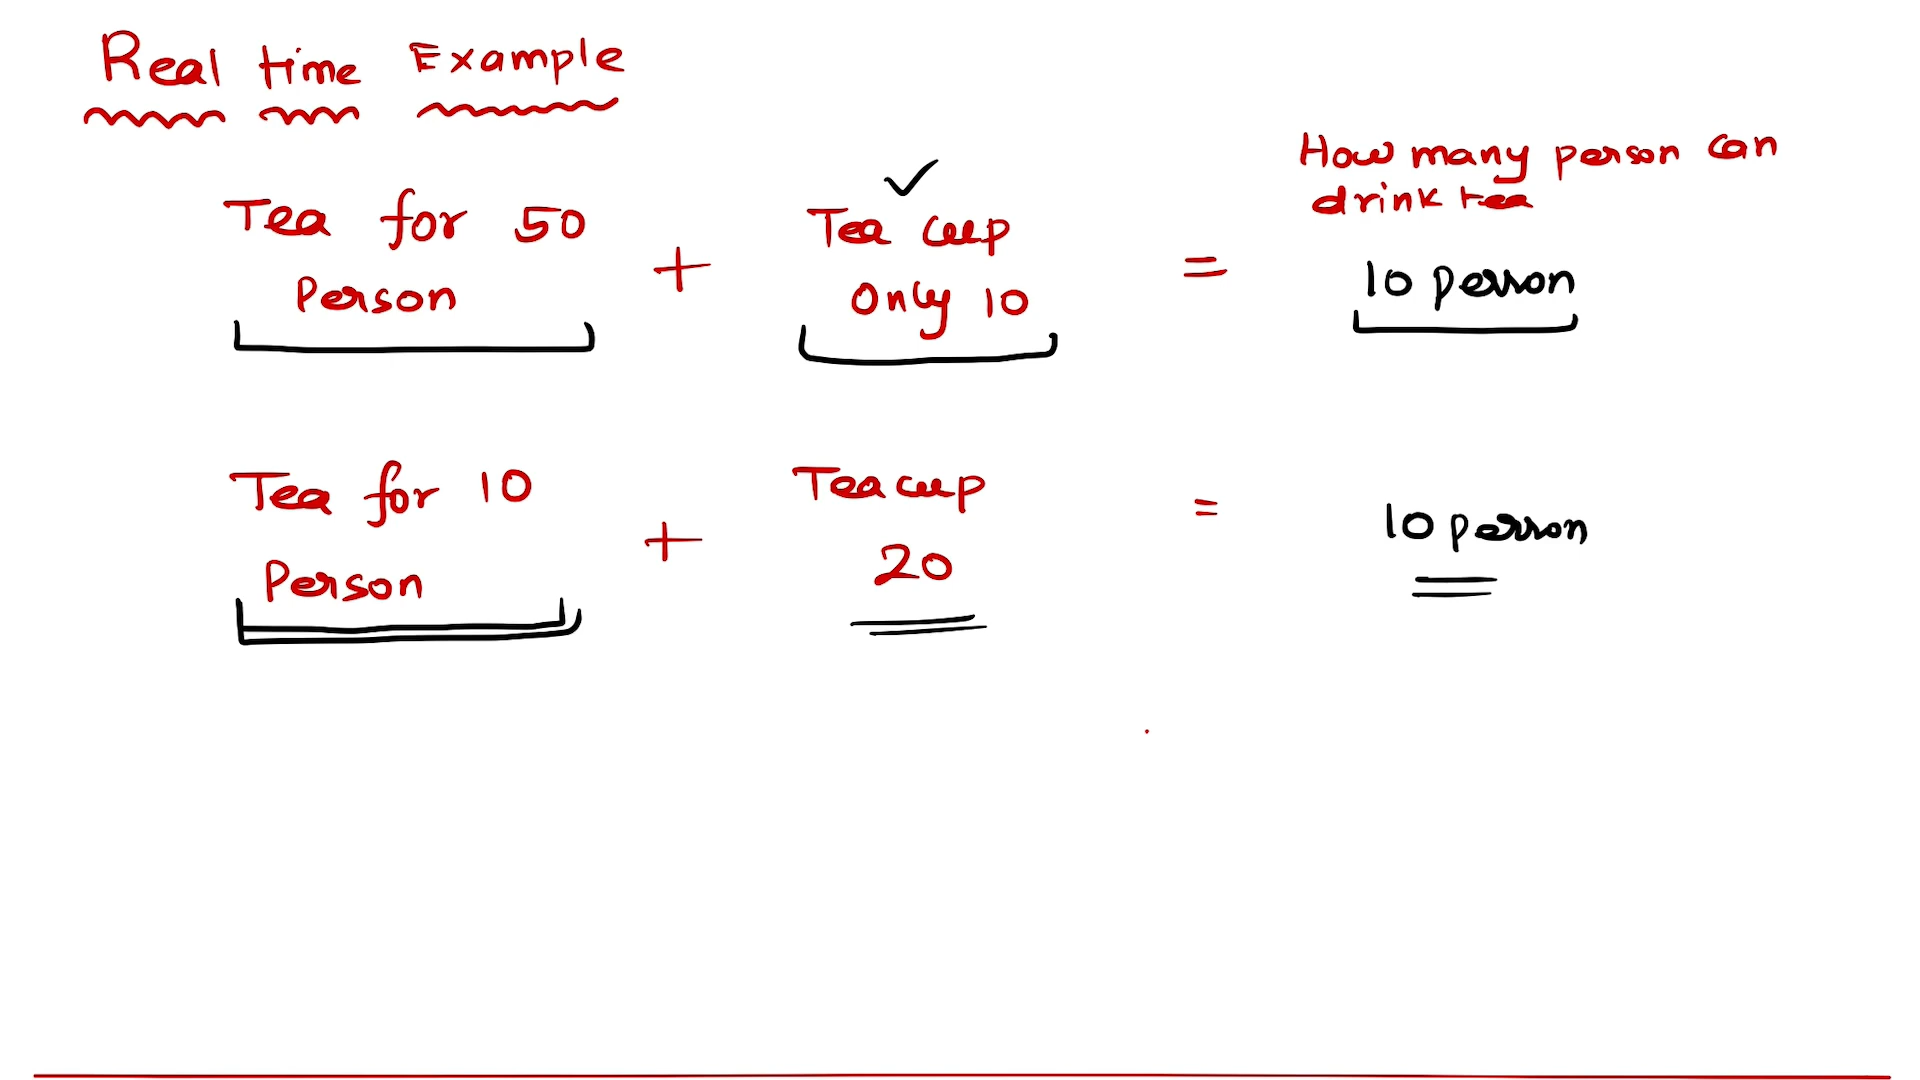 Real time Example
How many person can
drink tea
Tea for 50
Person
+
Tea cup
Only 10
=
10 person
Tea for 10
Person
+
Tea cup
20
=
10 person